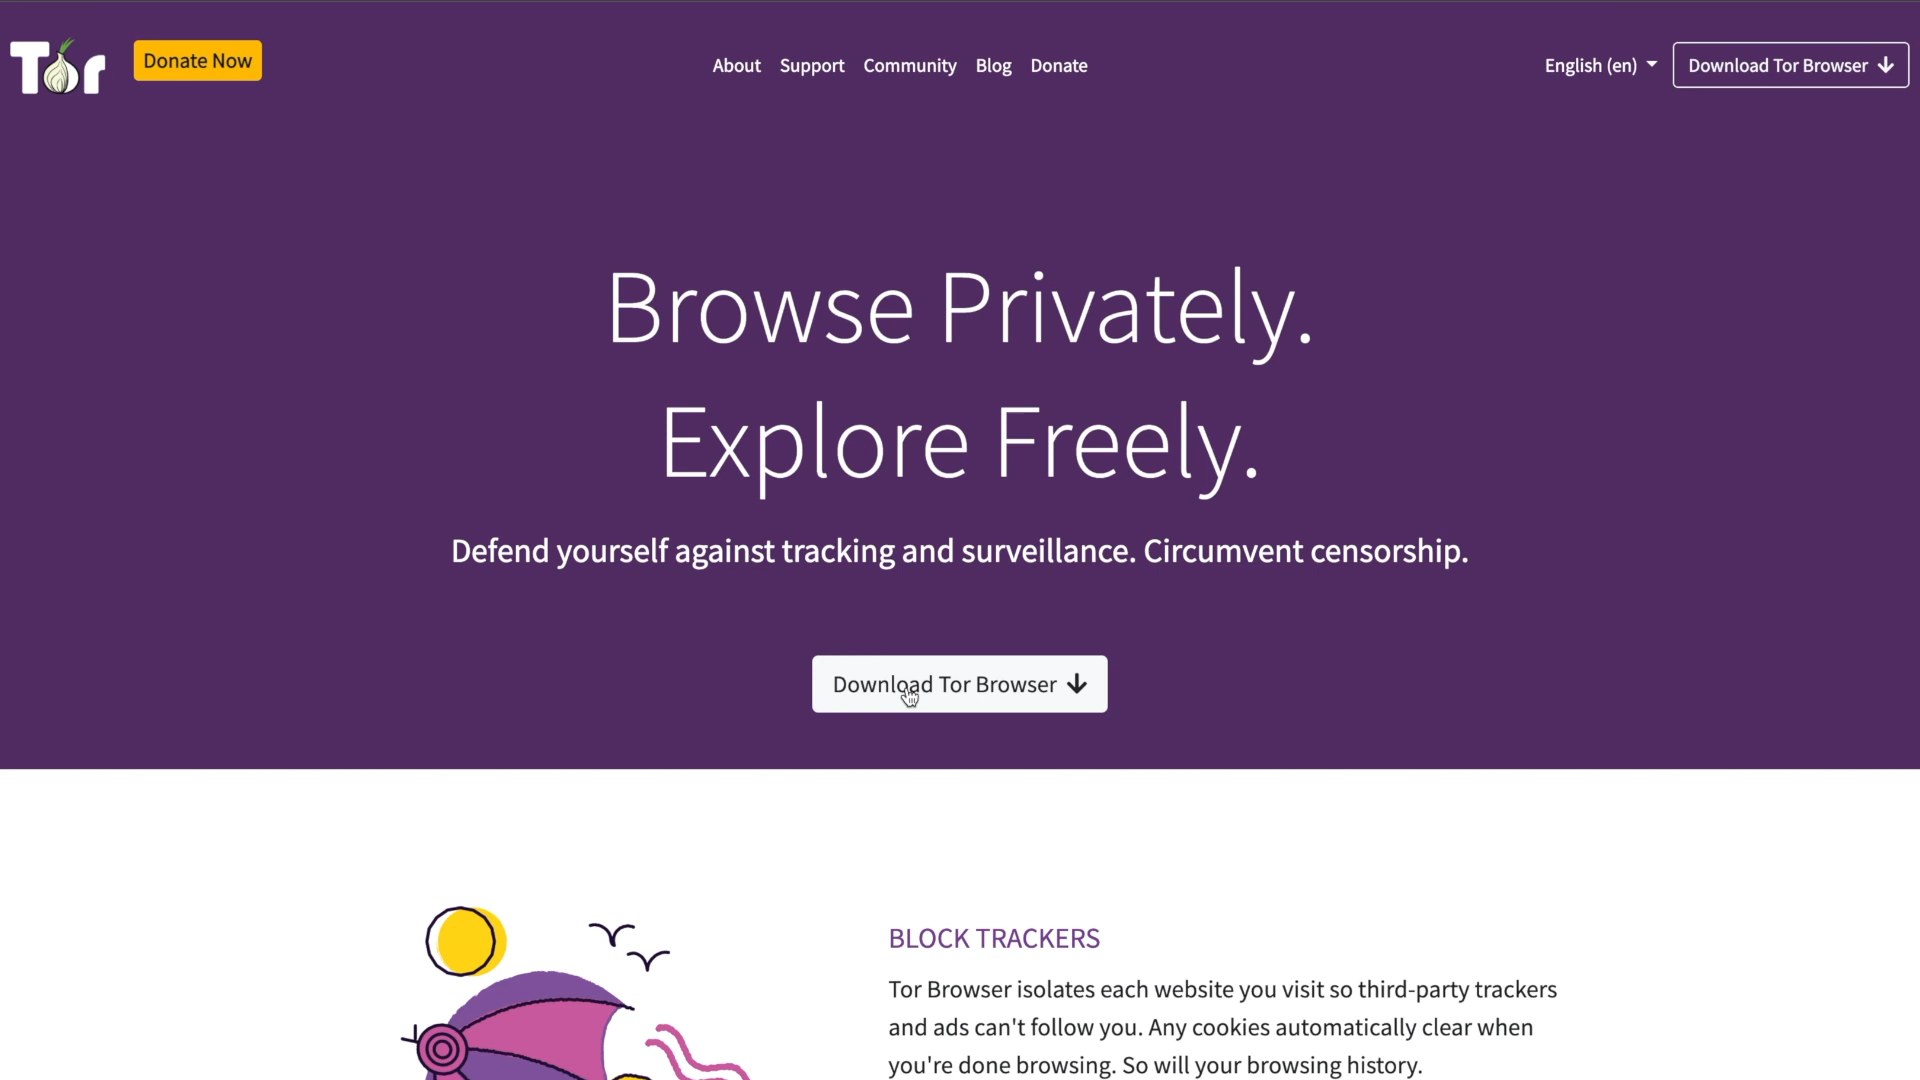 Tor
Donate Now
About Support Community Blog Donate
English (en)
Download Tor Browser
Browse Privately.
Explore Freely.
Defend yourself against tracking and surveillance. Circumvent censorship.
Download Tor Browser
BLOCK TRACKERS
Tor Browser isolates each website you visit so third-party trackers
and ads can't follow you. Any cookies automatically clear when
you're done browsing. So will your browsing history.